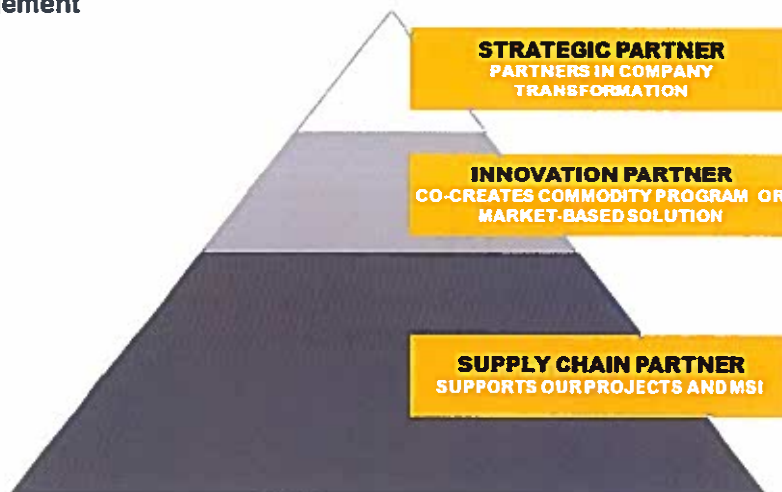 ement
STRATEGIC PARTNER
PARTNERS IN COMPANY
TRANSFORMATION
INNOVATION PARTNER
CO-CREATES COMMODITY PROGRAM OR
MARKET-BASED SOLUTION
SUPPLY CHAIN PARTNER
SUPPORTS OUR PROJECTS AND MSI